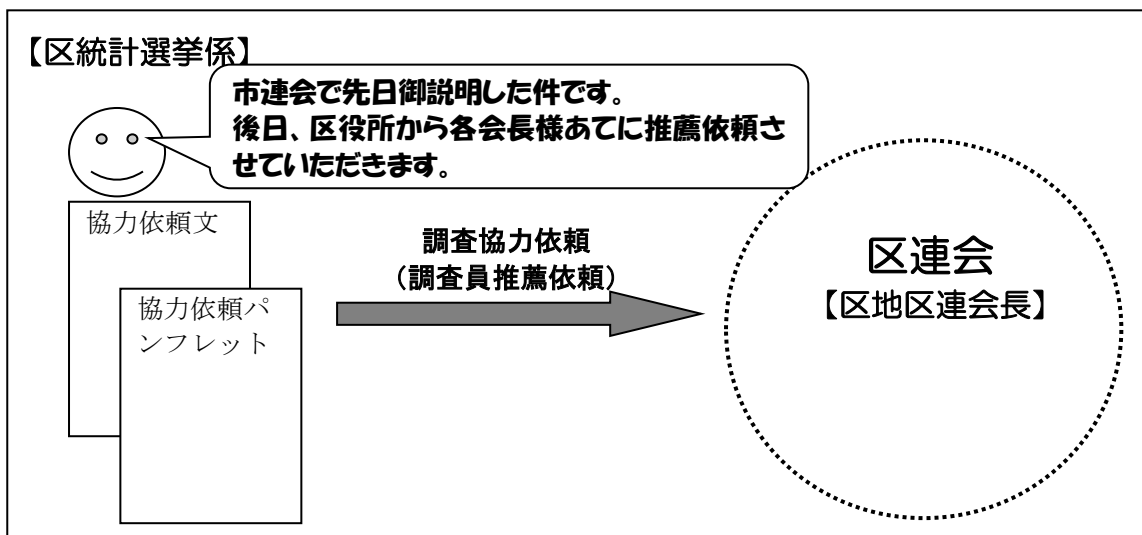 【区統計選挙係】
市連会で先日御説明した件です。
後日、区役所から各会長様あてに推薦依頼さ
せていただきます。
協力依頼文
協力依頼パ
ンフレット
調査協力依頼
(調査員推薦依頼)
区連会
【区地区連会長】